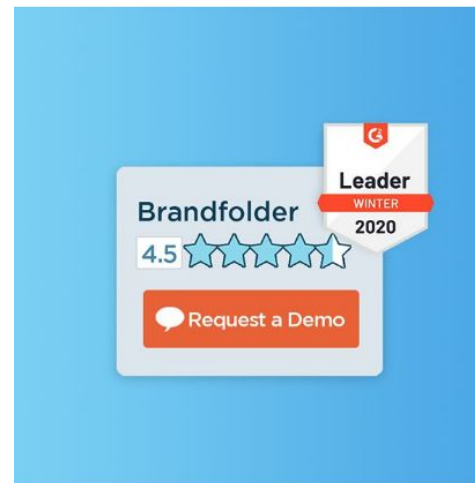 Leader
WINTER
2020
Brandfolder
4.5
Request a Demo